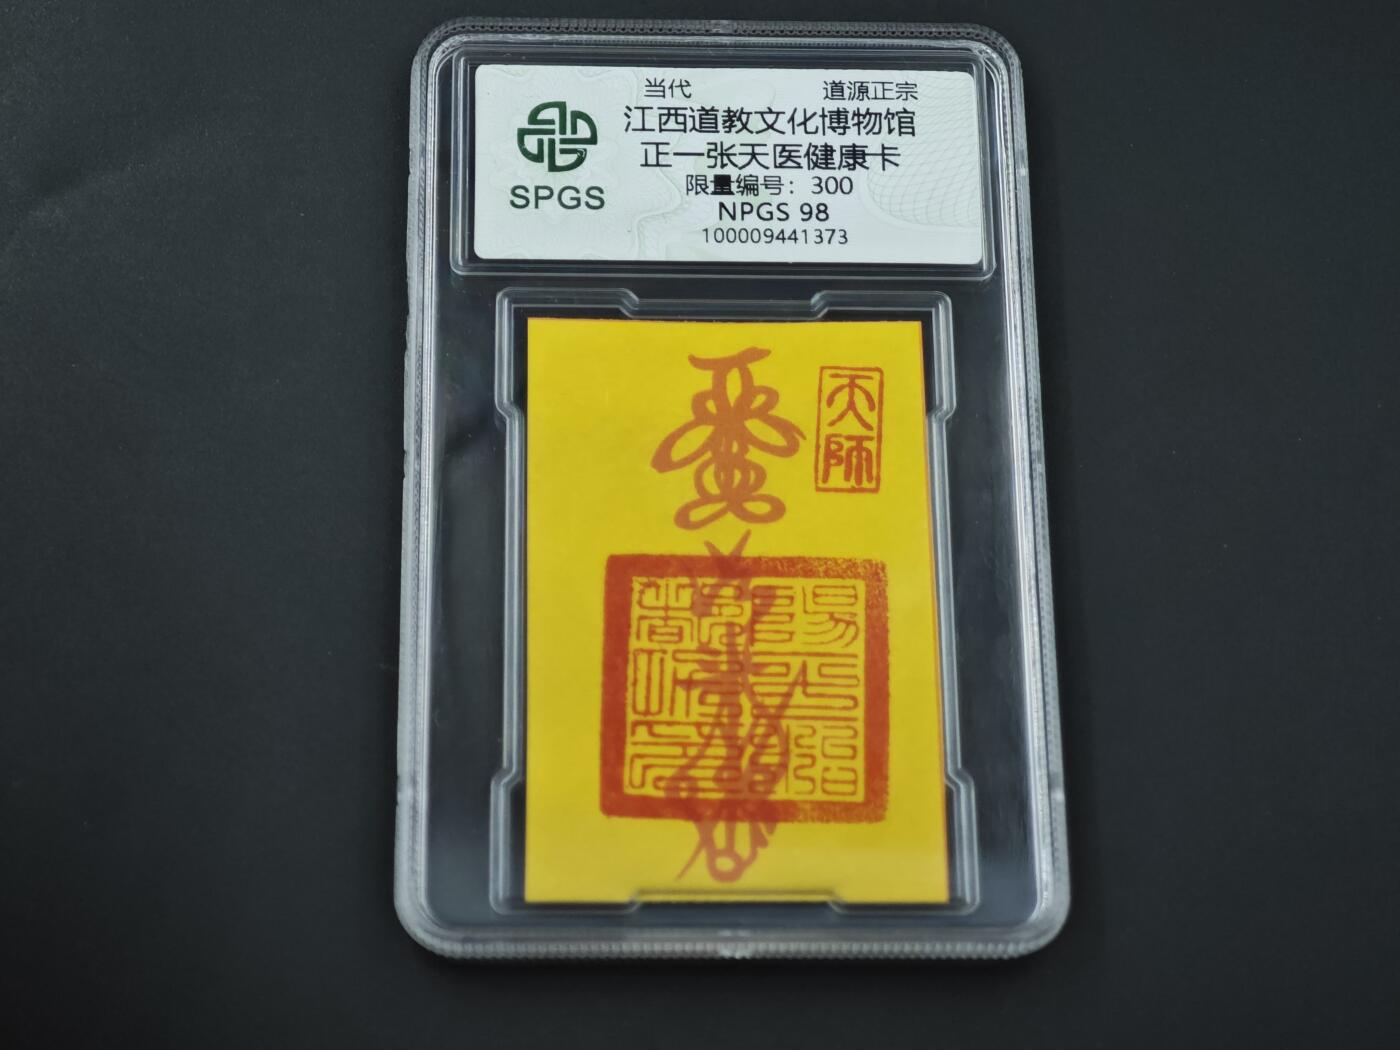 当代 道源正宗
江西道教文化博物馆
正一张天医健康卡
限量编号：300
NPGS 98
100009441373
SPGS
天师